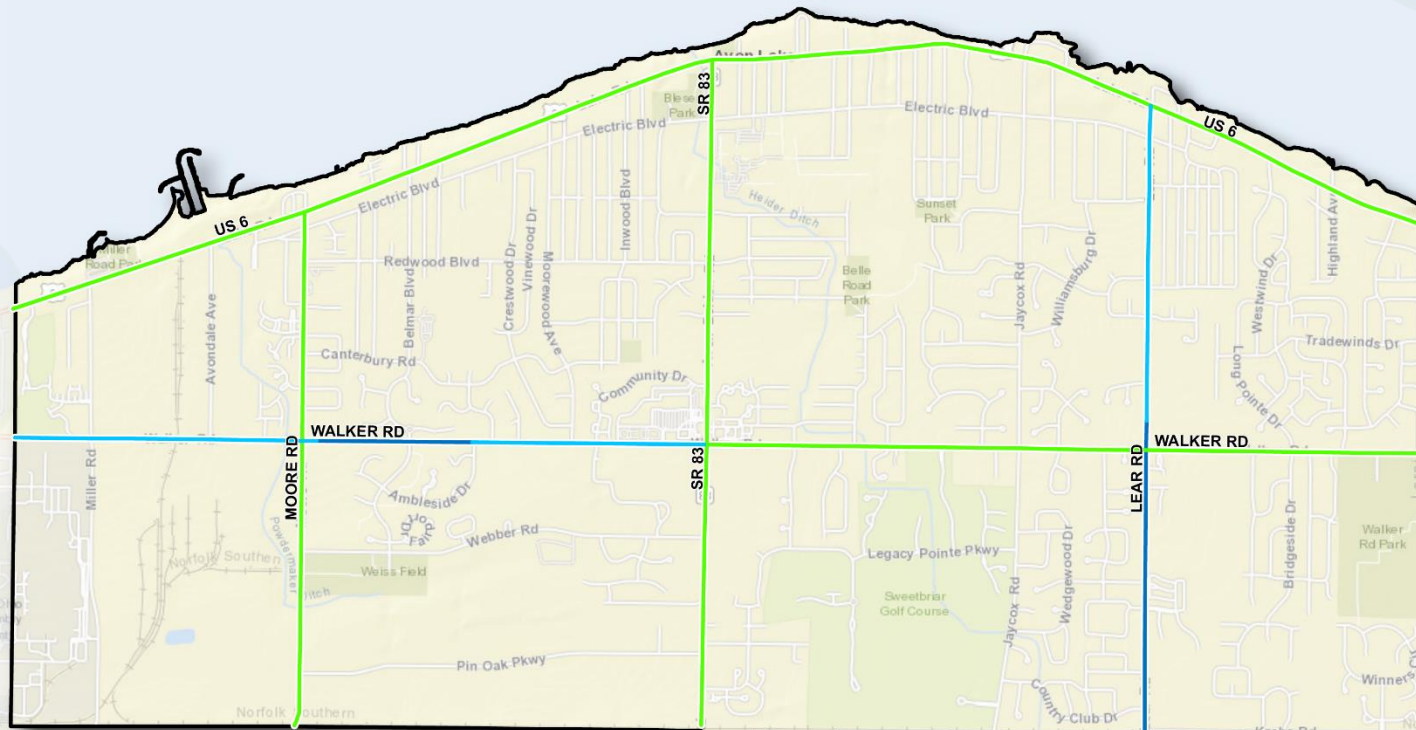 Avon Lake
SR 83
Blese
Park
Electric Blvd
Electric Blvd
US 6
Electric Blvd
Inwood Blvd
Heider Ditch
Sunset
Park
US 6
Highland Av
Miller
Road Park
Avondale Ave
Redwood Blvd
Belmar Blvd
Crestwood Dr
Vinewood Dr
Moorewood Ave
Belle
Road
Park
Jaycox Rd
Williamsburg Dr
Westwind Dr
Long Pointe Dr
Tradewinds Dr
Canterbury Rd
Community Dr
WALKER RD
WALKER RD
Miller Rd
MOORE RD
SR 83
LEAR RD
Ambleside Dr
Webber Rd
Norfolk Southern
Powdermaker
Ditch
Weiss Field
Legacy Pointe Pkwy
Sweetbriar
Golf Course
Jaycox Rd
Wedgewood Dr
Bridgeside Dr
Walker
Rd Park
Pin Oak Pkwy
Norfolk Southern
Country Club Dr
Winners